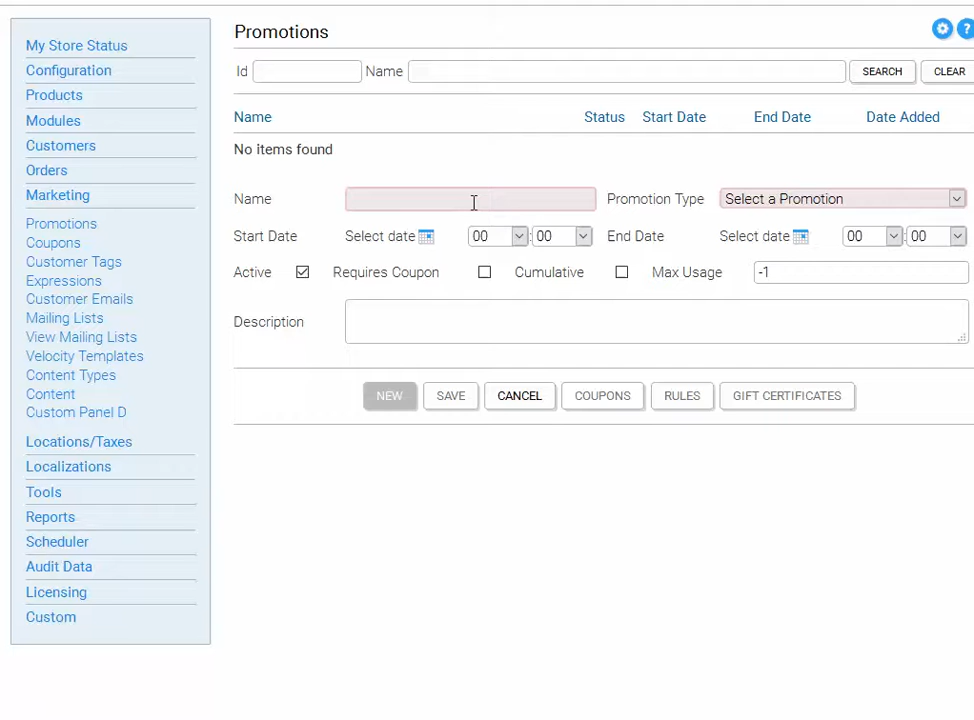 Promotions
?
Id
Name
SEARCH
CLEAR
My Store Status
Configuration
Products
Modules
Customers
Orders
Marketing
Promotions
Coupons
Customer Tags
Expressions
Customer Emails
Mailing Lists
View Mailing Lists
Velocity Templates
Content Types
Content
Custom Panel D
Locations/Taxes
Localizations
Tools
Reports
Scheduler
Audit Data
Licensing
Custom
Name Status Start Date End Date Date Added
No items found
Name
Promotion Type Select a Promotion
Start Date Select date 00 : 00 End Date Select date 00 : 00
Active Requires Coupon Cumulative Max Usage -1
Description
NEW SAVE CANCEL COUPONS RULES GIFT CERTIFICATES